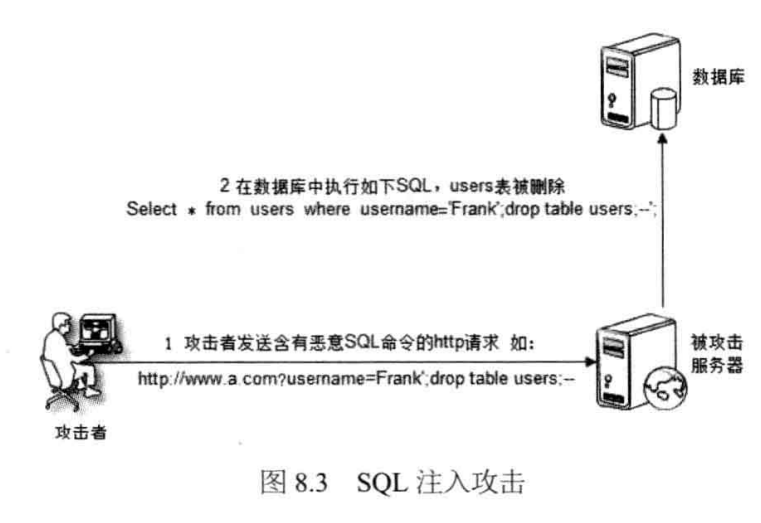 数据库
2 在数据库中执行如下SQL，users表被删除
Select * from users where username='Frank';drop table users;--';
1 攻击者发送含有恶意SQL命令的http请求 如：
http://www.a.com?username=Frank';drop table users;--
被攻击
服务器
攻击者
图 8.3 SQL 注入攻击